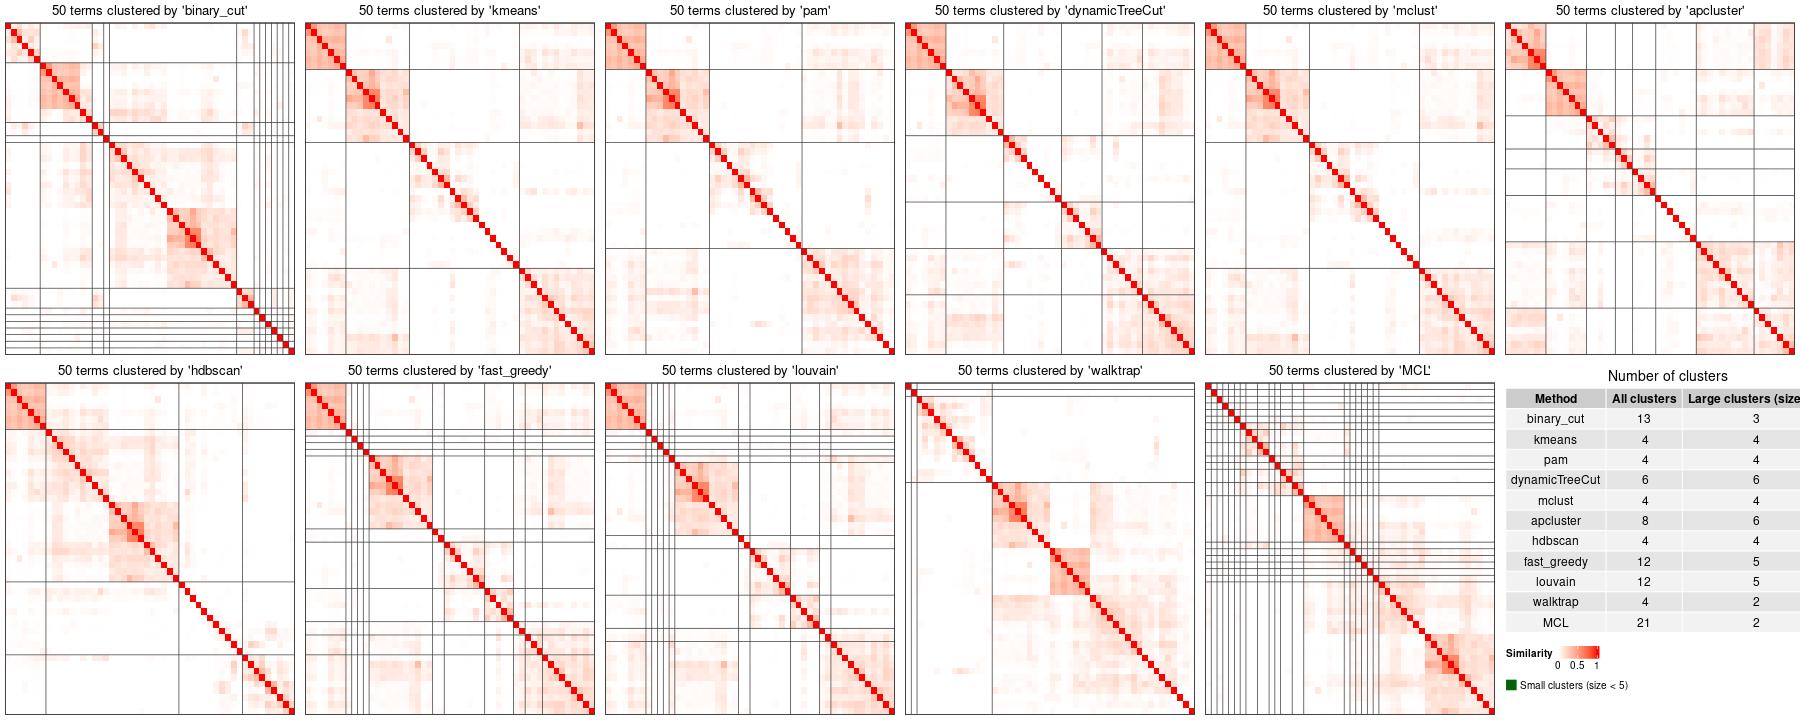 50 terms clustered by 'binary_cut'
50 terms clustered by 'kmeans'
50 terms clustered by 'pam'
50 terms clustered by 'dynamicTreeCut'
50 terms clustered by 'mclust'
50 terms clustered by 'apcluster'
50 terms clustered by 'hdbscan'
50 terms clustered by 'fast_greedy'
50 terms clustered by 'louvain'
50 terms clustered by 'walktrap'
50 terms clustered by 'MCL'
Number of clusters
Method All clusters Large clusters (size
binary_cut 13 3
kmeans 4 4
pam 4 4
dynamicTreeCut 6 6
mclust 4 4
apcluster 8 6
hdbscan 4 4
fast_greedy 12 5
louvain 12 5
walktrap 4 2
MCL 21 2
Similarity
0 0.5 1
Small clusters (size < 5)